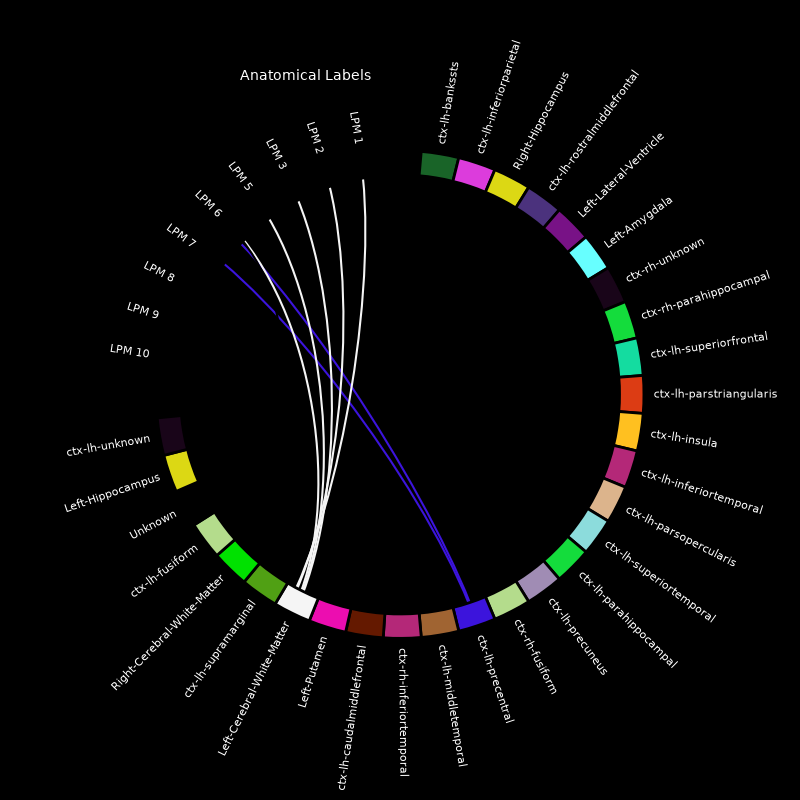 Anatomical Labels
LPM 1
LPM 2
LPM 3
LPM 5
LPM 6
LPM 7
LPM 8
LPM 9
LPM 10
ctx-lh-unknown
Left-Hippocampus
Unknown
ctx-lh-fusiform
Right-Cerebral-White-Matter
ctx-lh-supramarginal
Left-Cerebral-White-Matter
Left-Putamen
ctx-lh-caudalmiddlefrontal
ctx-rh-inferiortemporal
ctx-lh-middletemporal
ctx-lh-precentral
ctx-rh-fusiform
ctx-lh-precuneus
ctx-lh-parahippocampal
ctx-lh-superiortemporal
ctx-lh-parsopercularis
ctx-lh-inferiortemporal
ctx-lh-insula
ctx-lh-parstriangularis
ctx-lh-superiorfrontal
ctx-rh-parahippocampal
ctx-rh-unknown
Left-Amygdala
Left-Lateral-Ventricle
ctx-lh-rostralmiddlefrontal
Right-Hippocampus
ctx-lh-inferiorparietal
ctx-lh-bankssts